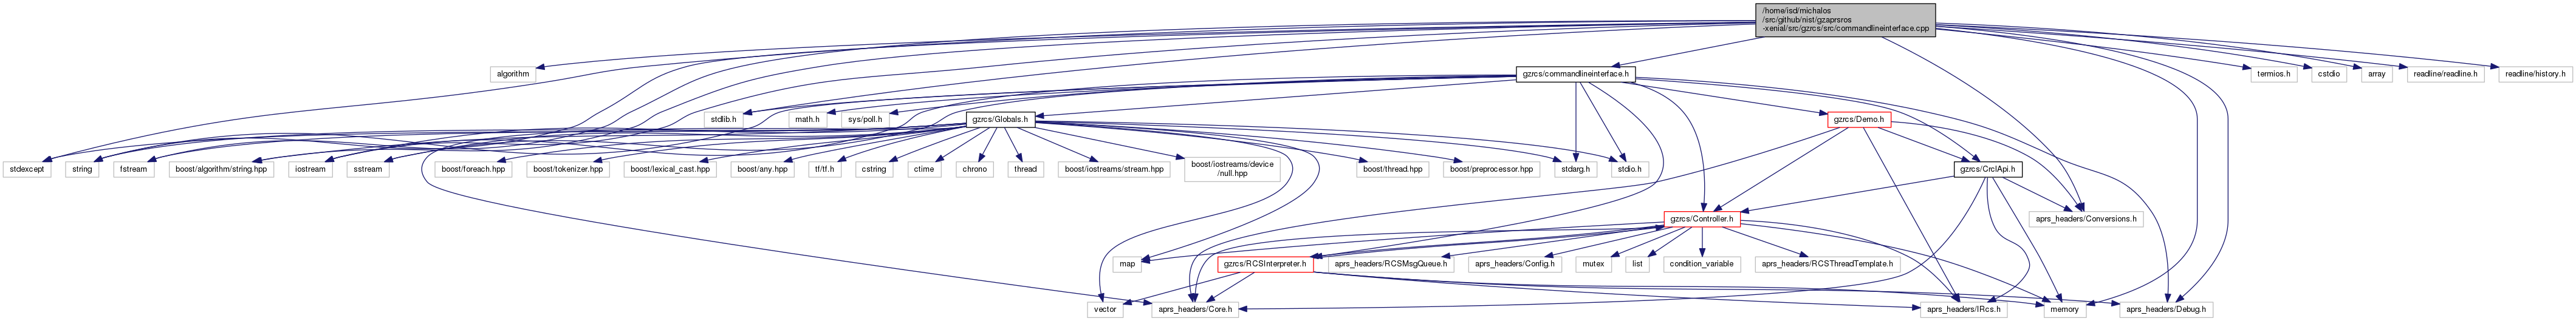 /home/isd/michalos
/src/github/nist/gzaprsros
-xenial/src/gzrcs/src/commandlineinterface.cpp
algorithm
gzrcs/commandlineinterface.h
termios.h
cstdio
array
readline/readline.h
readline/history.h
stdlib.h
math.h
sys/poll.h
gzrcs/Globals.h
gzrcs/Demo.h
stdexcept
string
fstream
boost/algorithm/string.hpp
iostream
sstream
boost/foreach.hpp
boost/tokenizer.hpp
boost/lexical_cast.hpp
boost/any.hpp
tf/tf.h
cstring
ctime
chrono
thread
boost/iostreams/stream.hpp
boost/iostreams/device
/null.hpp
boost/thread.hpp
boost/preprocessor.hpp
stdarg.h
stdio.h
gzrcs/CrclApi.h
gzrcs/Controller.h
aprs_headers/Conversions.h
map
gzrcs/RCSInterpreter.h
aprs_headers/RCSMsgQueue.h
aprs_headers/Config.h
mutex
list
condition_variable
aprs_headers/RCSThreadTemplate.h
vector
aprs_headers/Core.h
aprs_headers/IRcs.h
memory
aprs_headers/Debug.h